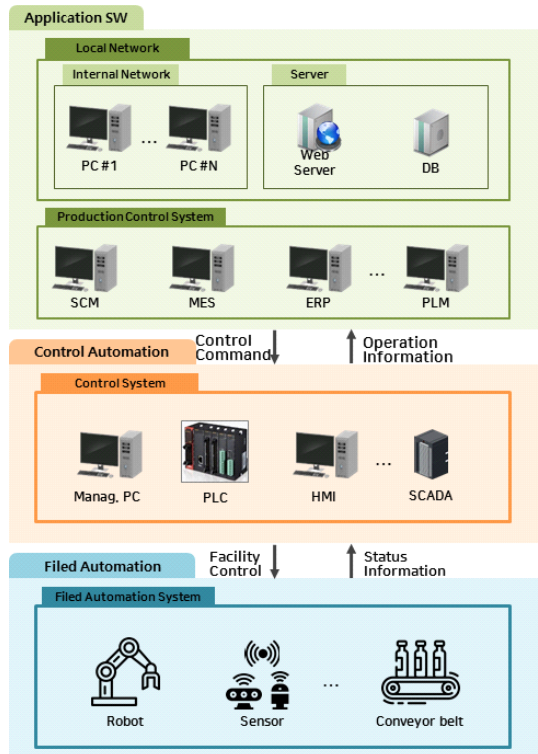 Application SW
Local Network
Internal Network
Server
PC #1
...
PC #N
Web
Server
DB
Production Control System
SCM
MES
ERP
...
PLM
Control
Command
Operation
Information
Control Automation
Control System
Manag, PC
PLC
HMI
...
SCADA
Facility
Control
Status
Information
Filed Automation
Filed Automation System
Robot
Sensor
...
Conveyor belt